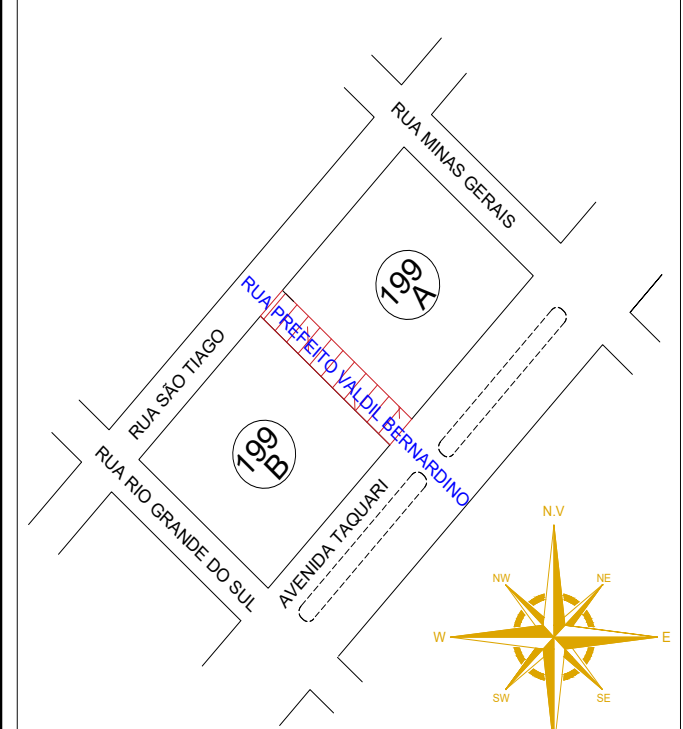 RUA MINAS GERAIS
199
A
RUA PREFEITO VALDIL BERNARDINO
RUA SÃO TIAGO
199
B
RUA RIO GRANDE DO SUL
AVENIDA TAQUARI
N.V
NW
NE
W
E
SW
SE